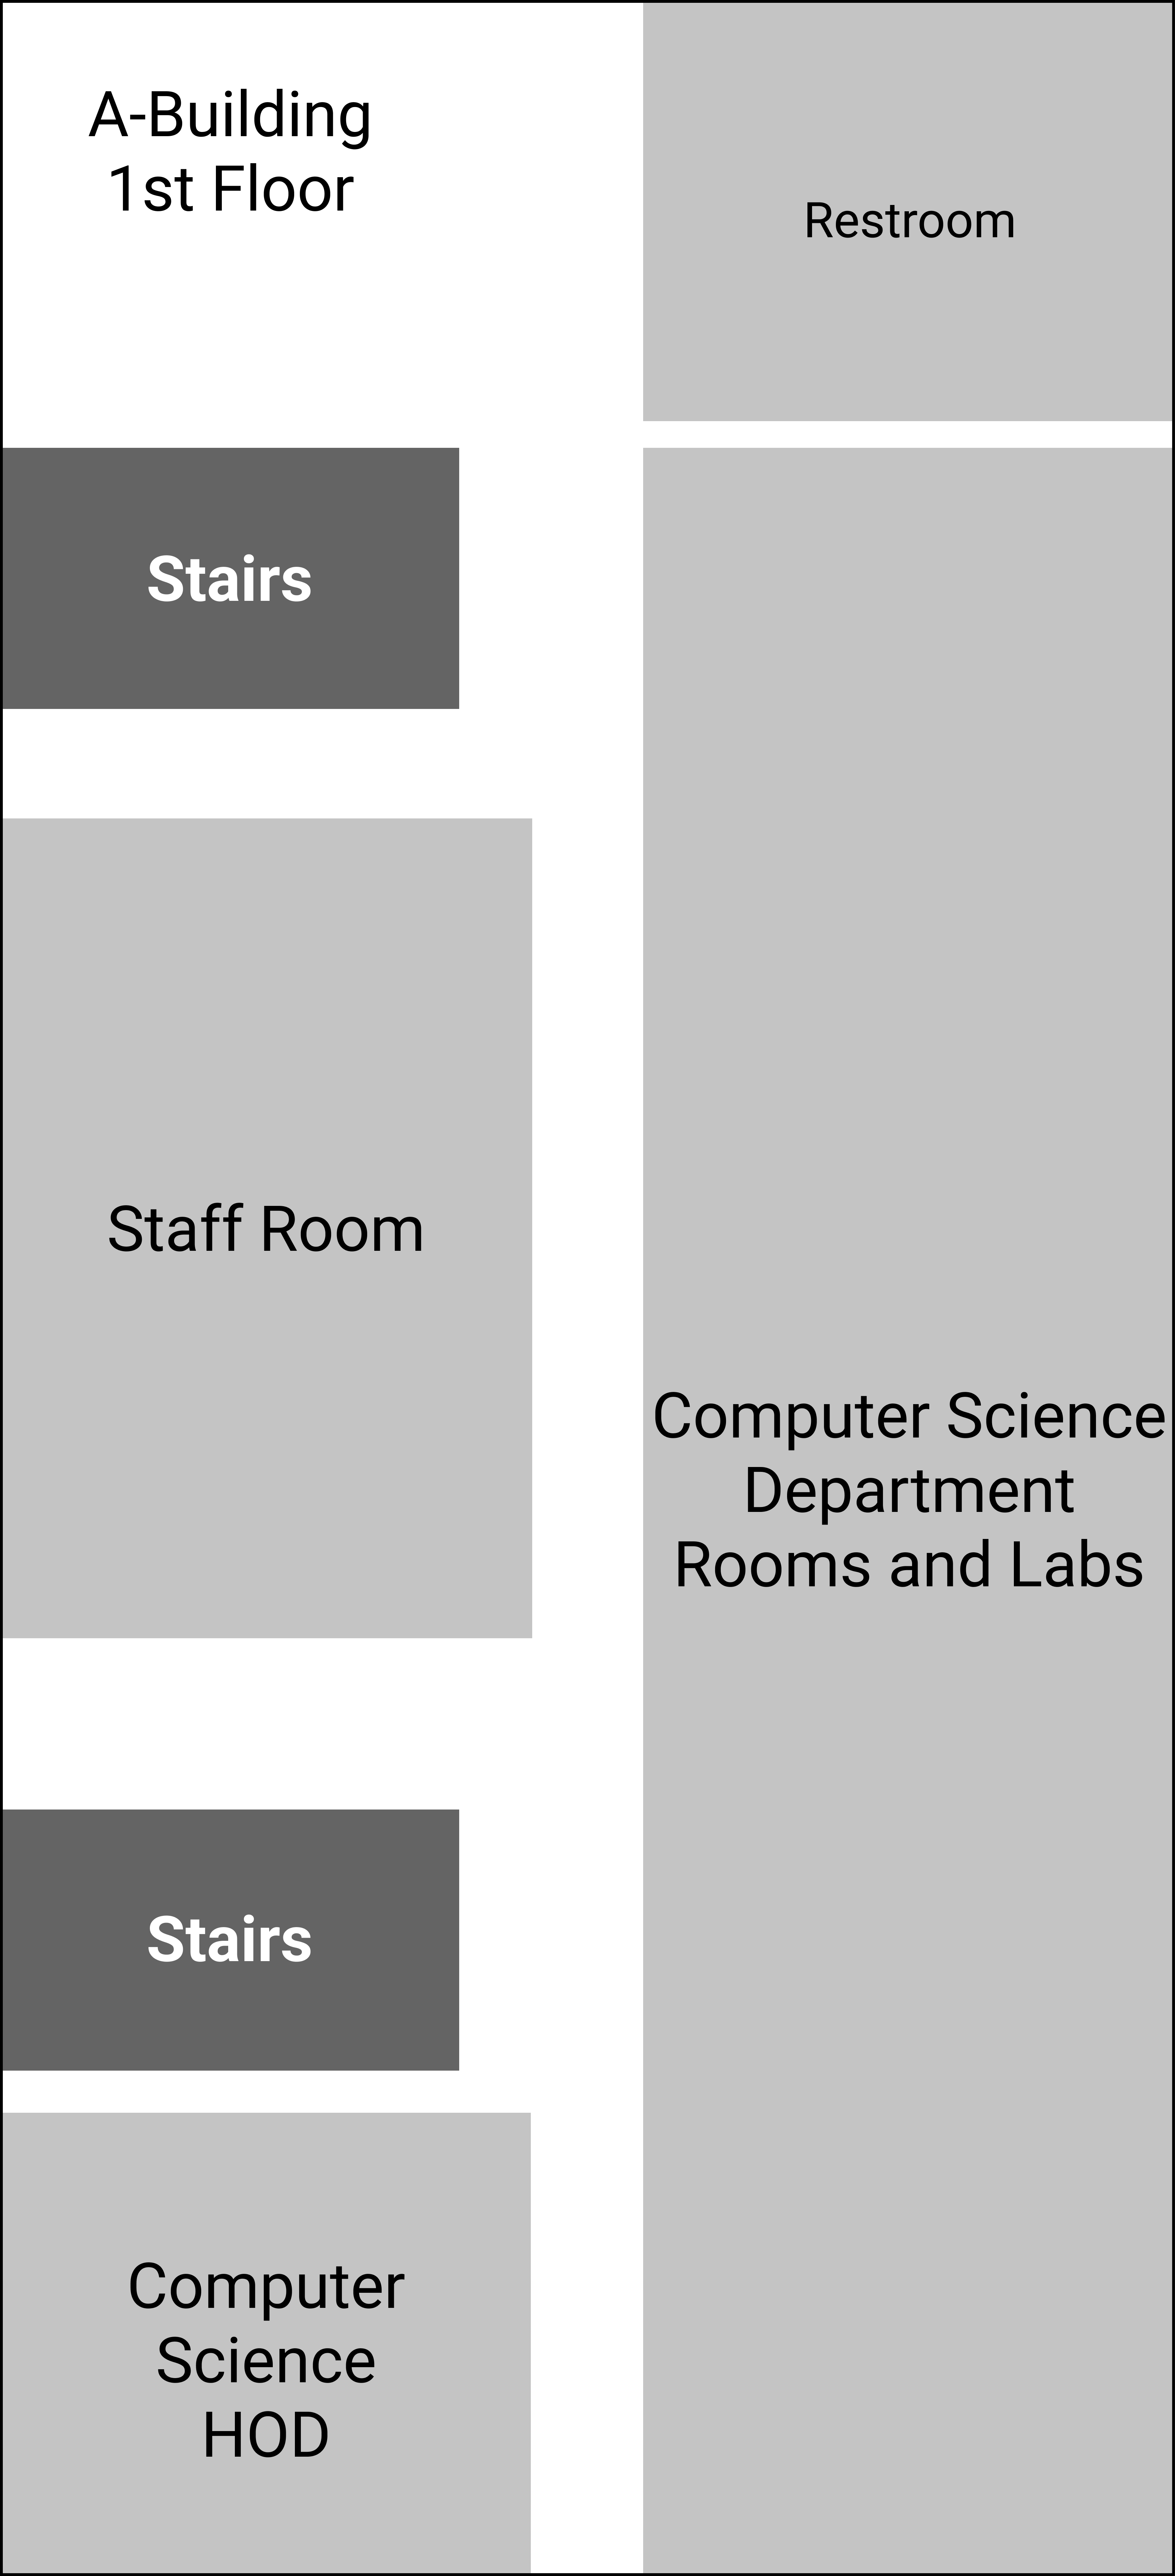 A-Building
1st Floor
Restroom
Stairs
Staff Room
Computer Science
Department
Rooms and Labs
Stairs
Computer
Science
HOD